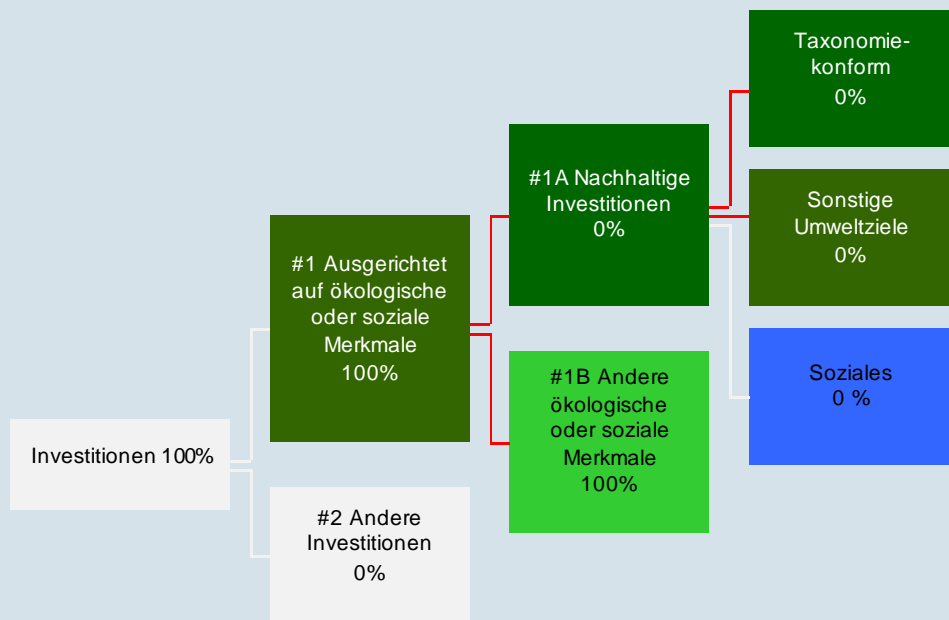 Investitionen 100%
#1 Ausgerichtet
auf ökologische
oder soziale
Merkmale
100%
#2 Andere
Investitionen
0%
#1A Nachhaltige
Investitionen
0%
#1B Andere
ökologische
oder soziale
Merkmale
100%
Taxonomie-
konform
0%
Sonstige
Umweltziele
0%
Soziales
0 %